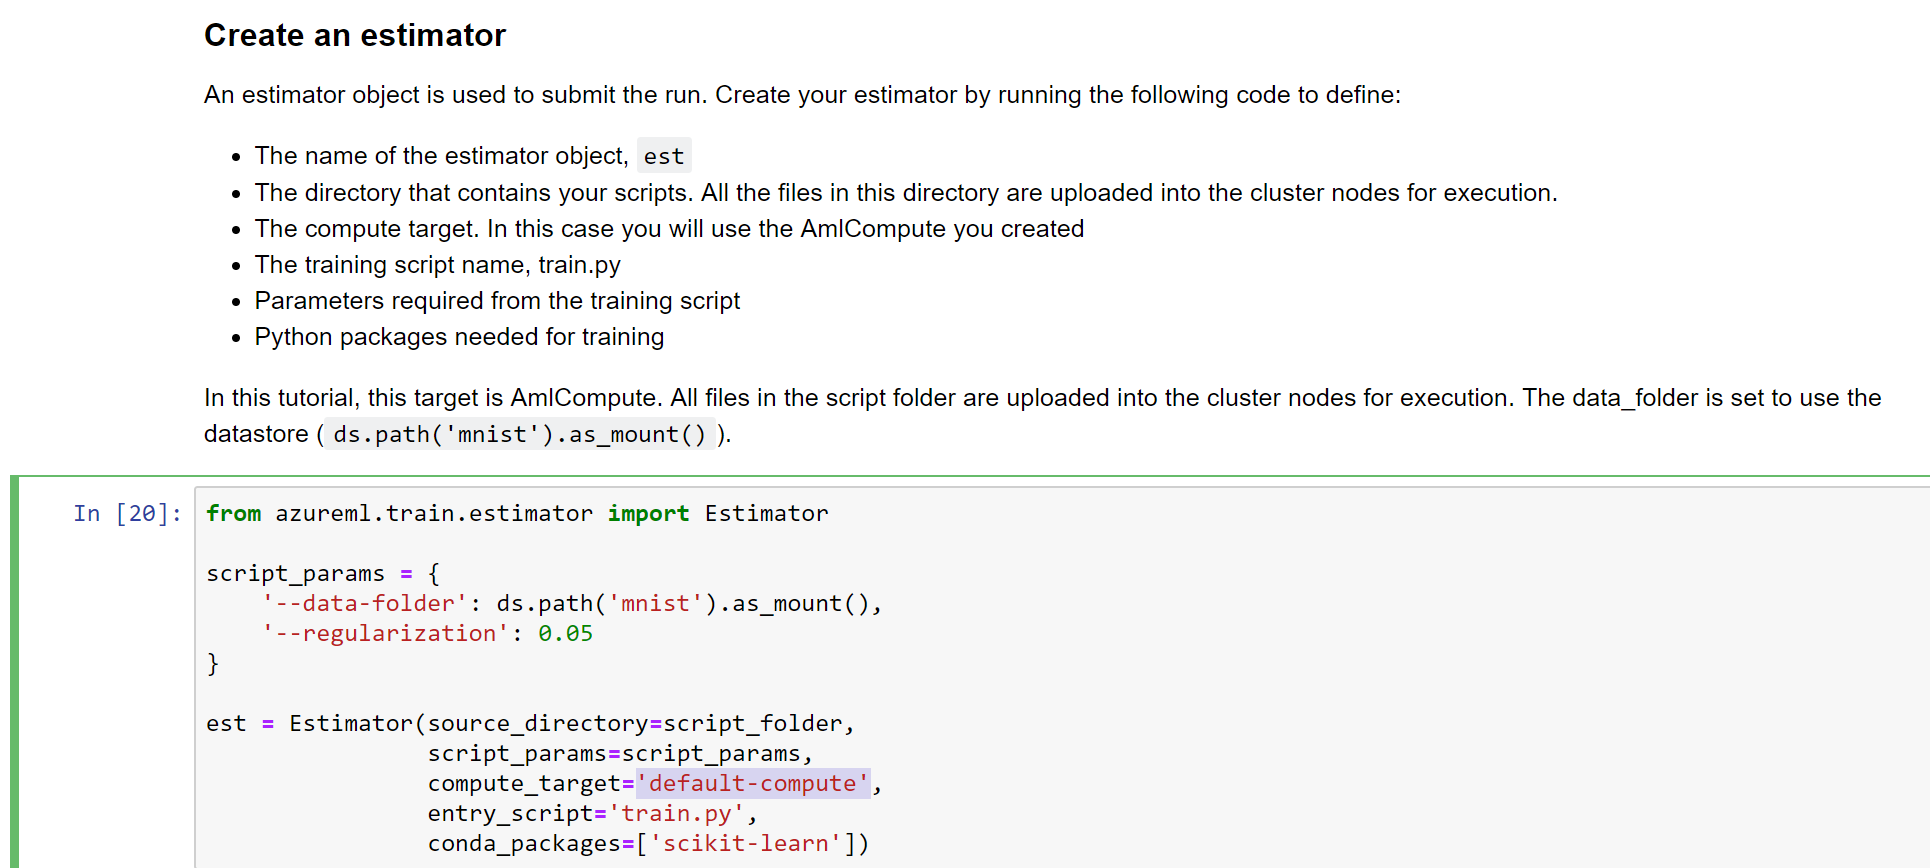 Create an estimator
An estimator object is used to submit the run. Create your estimator by running the following code to define:
• The name of the estimator object, est
• The directory that contains your scripts. All the files in this directory are uploaded into the cluster nodes for execution.
• The compute target. In this case you will use the AmlCompute you created
• The training script name, train.py
• Parameters required from the training script
• Python packages needed for training
In this tutorial, this target is AmlCompute. All files in the script folder are uploaded into the cluster nodes for execution. The data_folder is set to use the
datastore ( ds.path('mnist').as_mount() ).
In [20]: from azureml.train.estimator import Estimator
script_params = {
    '--data-folder': ds.path('mnist').as_mount(),
    '--regularization': 0.05
}
est = Estimator(source_directory=script_folder,
                script_params=script_params,
                compute_target='default-compute',
                entry_script='train.py',
                conda_packages=['scikit-learn'])